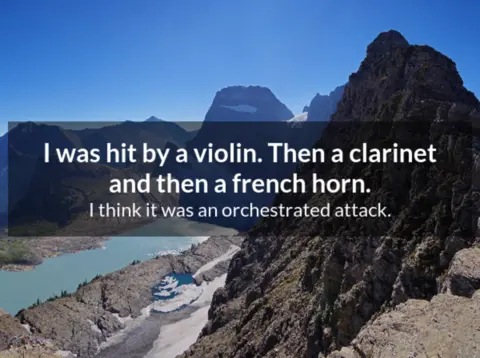 I was hit by a violin. Then a clarinet
and then a french horn.
I think it was an orchestrated attack.